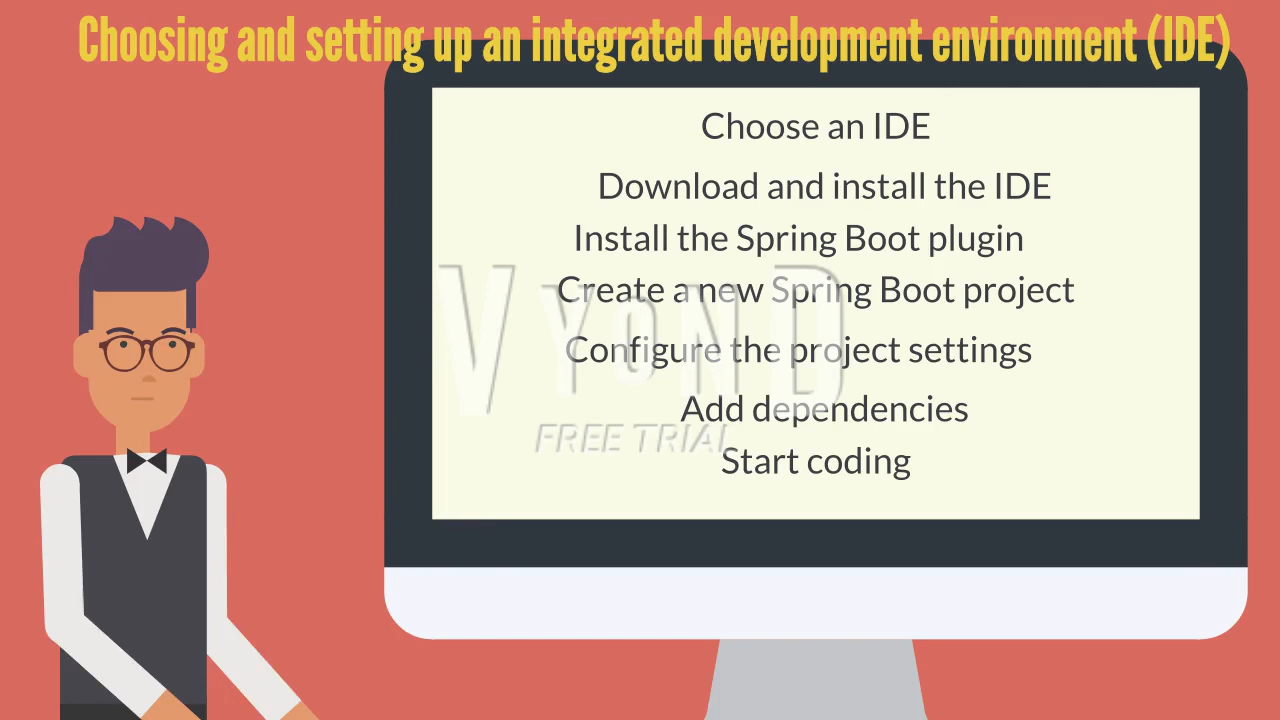 Choosing and setting up an integrated development environment (IDE)
Choose an IDE
Download and install the IDE
Install the Spring Boot plugin
Create a new Spring Boot project
Configure the project settings
Add dependencies
Start coding
VYOND
FREE TRIAL